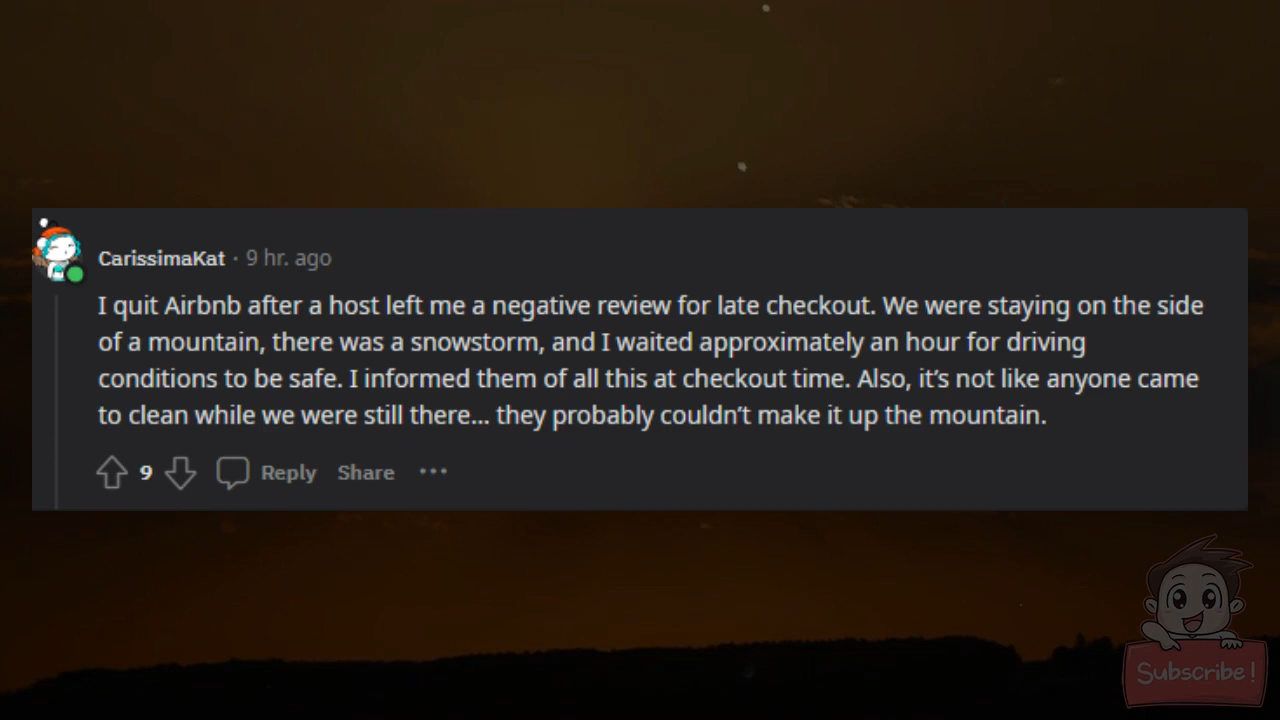 CarissimaKat · 9 hr. ago
I quit Airbnb after a host left me a negative review for late checkout. We were staying on the side
of a mountain, there was a snowstorm, and I waited approximately an hour for driving
conditions to be safe. I informed them of all this at checkout time. Also, it’s not like anyone came
to clean while we were still there... they probably couldn’t make it up the mountain.
9 Reply Share ···
Subscribe!